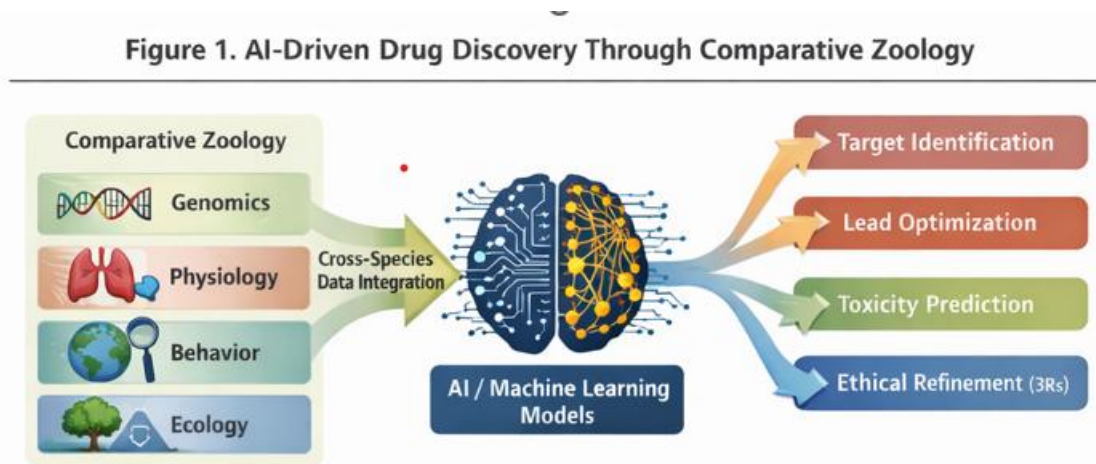 Figure 1. AI-Driven Drug Discovery Through Comparative Zoology
Comparative Zoology
Genomics
Physiology
Behavior
Ecology
Cross-Species
Data Integration
AI / Machine Learning
Models
Target Identification
Lead Optimization
Toxicity Prediction
Ethical Refinement (3Rs)